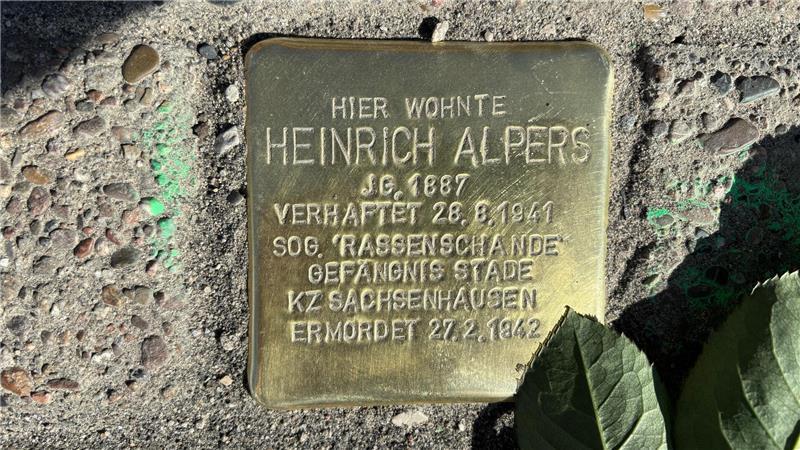 HIER WOHNTE
HEINRICH ALPERS
JG. 1887
VERHAFTET 28.8.1941
SOG. 'RASSENSCHANDE'
GEFÄNGNIS STADE
KZ SACHSENHAUSEN
ERMORDET 27.2.1942